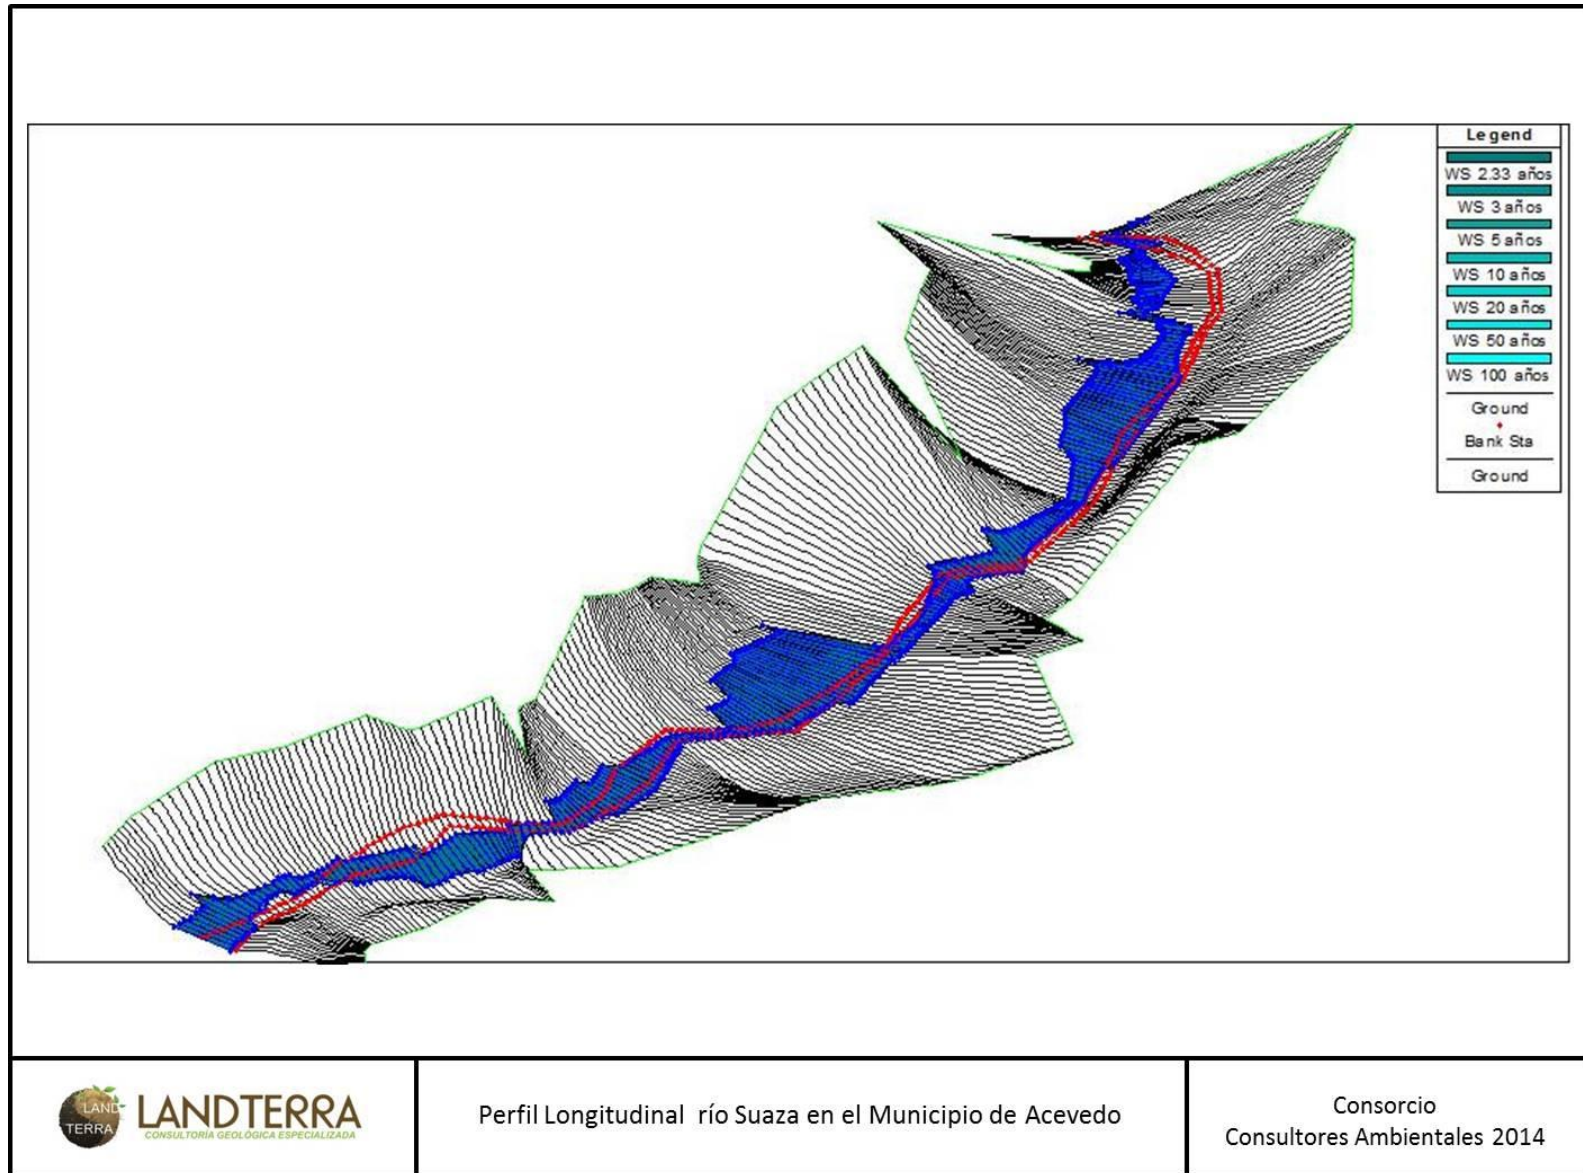 Legend
WS 2.33 años
WS 3 años
WS 5 años
WS 10 años
WS 20 años
WS 50 años
WS 100 años
Ground
Bank Sta
Ground
LAND
TERRA
LANDTERRA
CONSULTORÍA GEOLÓGICA ESPECIALIZADA
Perfil Longitudinal río Suaza en el Municipio de Acevedo
Consorcio
Consultores Ambientales 2014